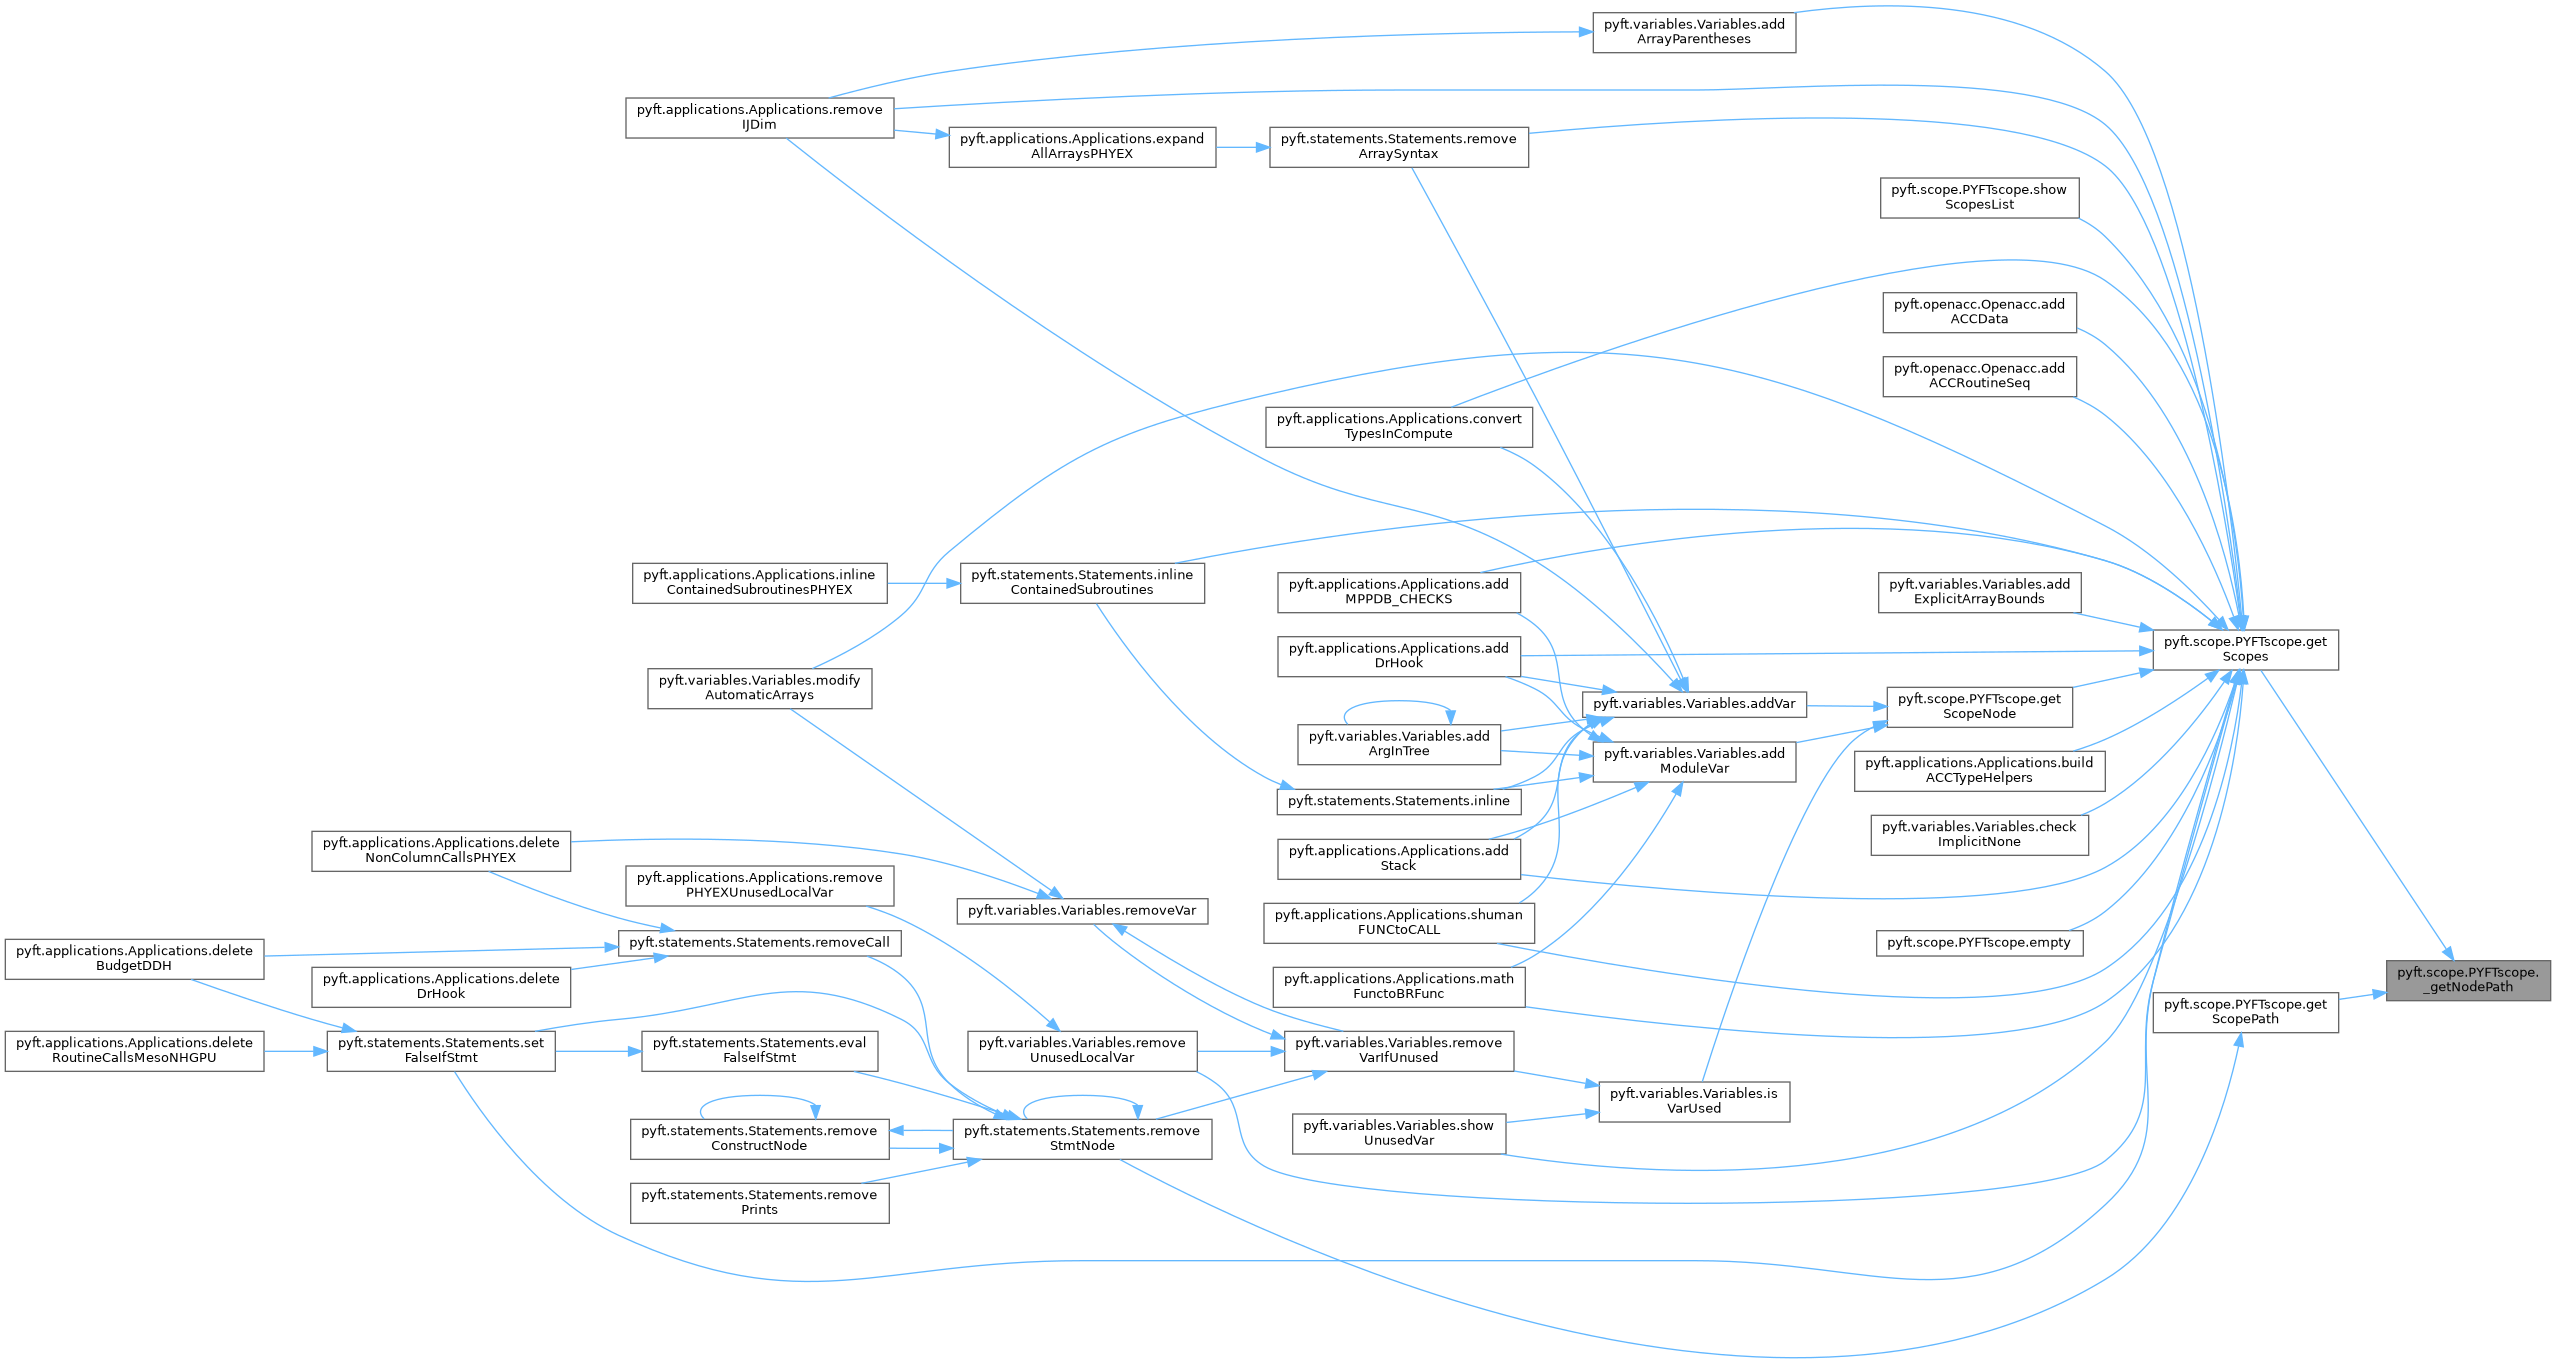 pyft.variables.Variables.add
ArrayParentheses
pyft.applications.Applications.remove
IJDim
pyft.applications.Applications.expand
AllArraysPHYEX
pyft.statements.Statements.remove
ArraySyntax
pyft.scope.PYFTscope.show
ScopesList
pyft.openacc.Openacc.add
ACCData
pyft.openacc.Openacc.add
ACCRoutineSeq
pyft.applications.Applications.convert
TypesInCompute
pyft.applications.Applications.inline
ContainedSubroutinesPHYEX
pyft.statements.Statements.inline
ContainedSubroutines
pyft.applications.Applications.add
MPPDB_CHECKS
pyft.variables.Variables.add
ExplicitArrayBounds
pyft.scope.PYFTscope.get
Scopes
pyft.applications.Applications.add
DrHook
pyft.variables.Variables.modify
AutomaticArrays
pyft.variables.Variables.addVar
pyft.scope.PYFTscope.get
ScopeNode
pyft.variables.Variables.add
ArgInTree
pyft.variables.Variables.add
ModuleVar
pyft.applications.Applications.build
ACCTypeHelpers
pyft.statements.Statements.inline
pyft.variables.Variables.check
ImplicitNone
pyft.applications.Applications.delete
NonColumnCallsPHYEX
pyft.applications.Applications.add
Stack
pyft.applications.Applications.remove
PHYEXUnusedLocalVar
pyft.variables.Variables.removeVar
pyft.applications.Applications.shuman
FUNCtoCALL
pyft.statements.Statements.removeCall
pyft.scope.PYFTscope.empty
pyft.applications.Applications.delete
BudgetDDH
pyft.applications.Applications.delete
DrHook
pyft.applications.Applications.math
FunctoBRFunc
pyft.scope.PYFTscope.
_getNodePath
pyft.scope.PYFTscope.get
ScopePath
pyft.applications.Applications.delete
RoutineCallsMesoNHGPU
pyft.statements.Statements.set
FalseIfStmt
pyft.statements.Statements.eval
FalseIfStmt
pyft.variables.Variables.remove
UnusedLocalVar
pyft.variables.Variables.remove
VarIfUnused
pyft.variables.Variables.is
VarUsed
pyft.variables.Variables.show
UnusedVar
pyft.statements.Statements.remove
ConstructNode
pyft.statements.Statements.remove
StmtNode
pyft.statements.Statements.remove
Prints